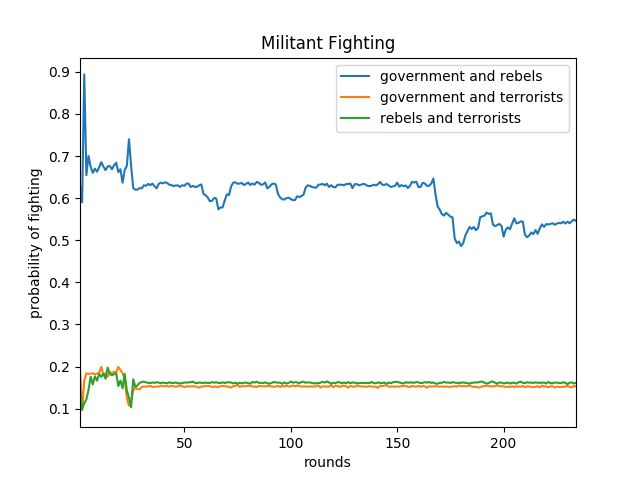 Militant Fighting
government and rebels
government and terrorists
rebels and terrorists
probability of fighting
0.9
0.8
0.7
0.6
0.5
0.4
0.3
0.2
0.1
50
100
150
200
rounds